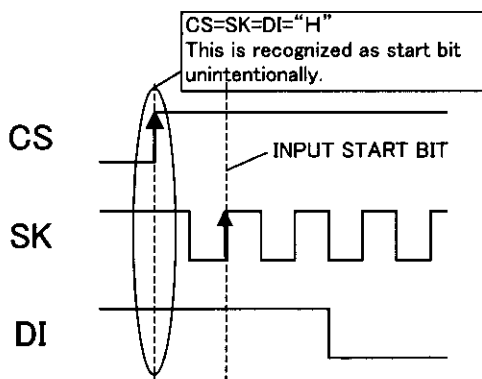 CS=SK=DI=“H”
This is recognized as start bit
unintentionally.
CS
INPUT START BIT
SK
DI